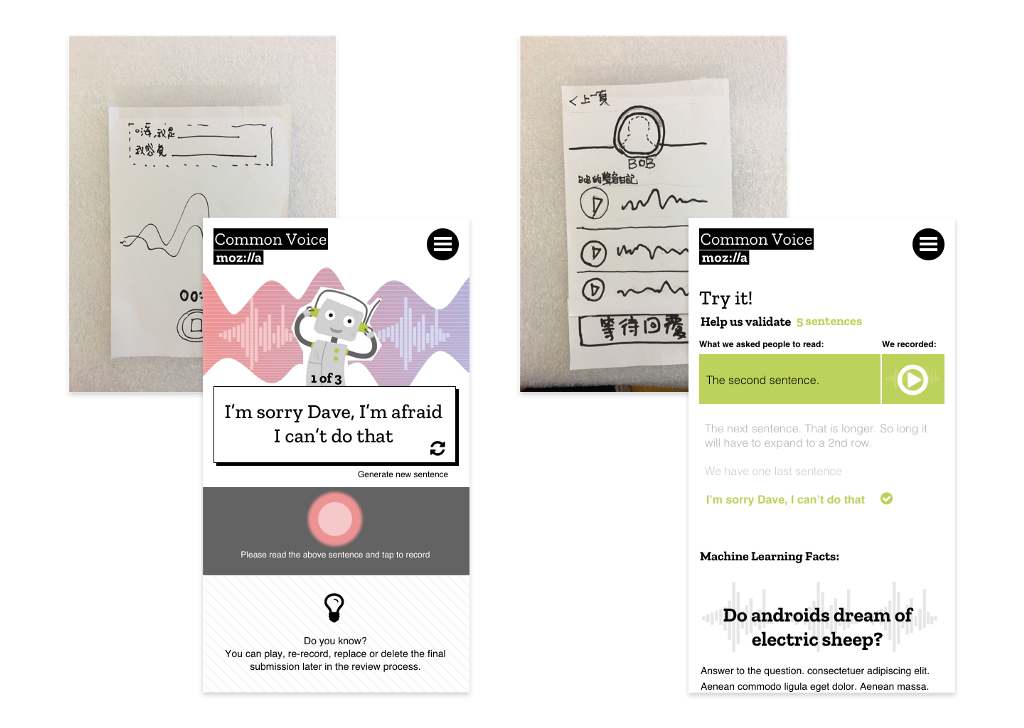 嗨,我是
我感覺
00:
Common Voice
moz://a
1 of 3
I'm sorry Dave, I'm afraid
I can't do that
Generate new sentence
Please read the above sentence and tap to record
Do you know?
You can play, re-record, replace or delete the final
submission later in the review process.
<上一頁
BOB
BOB的聲音日記
等待回覆
Common Voice
moz://a
Try it!
Help us validate 5 sentences
What we asked people to read: We recorded:
The second sentence.
The next sentence. That is longer. So long it
will have to expand to a 2nd row.
We have one last sentence
I'm sorry Dave, I can't do that
Machine Learning Facts:
Do androids dream of
electric sheep?
Answer to the question. consectetuer adipiscing elit.
Aenean commodo ligula eget dolor. Aenean massa.